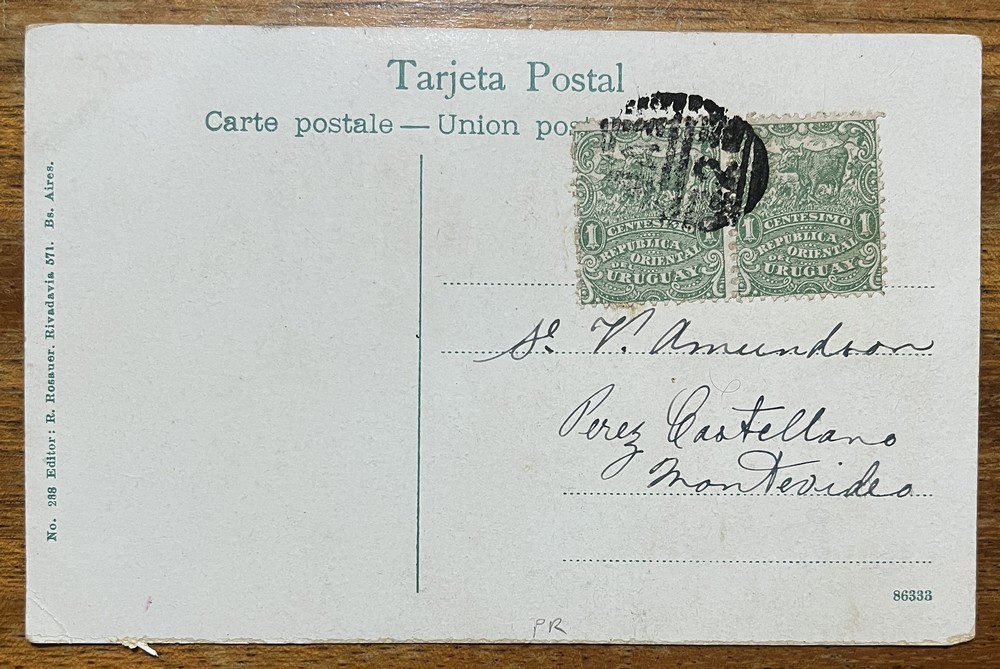 Tarjeta Postal
Carte postale — Union pos
1 CENTESIMO 1
REPUBLICA
ORIENTAL
DEL
URUGUAY
1 CENTESIMO 1
REPUBLICA
ORIENTAL
DEL
URUGUAY
Sr. V. Amundson
Perez Castellano
Montevideo
No. 238 Editor: R. Rosauer. Rivadavia 571. Bs. Aires.
86333
PR